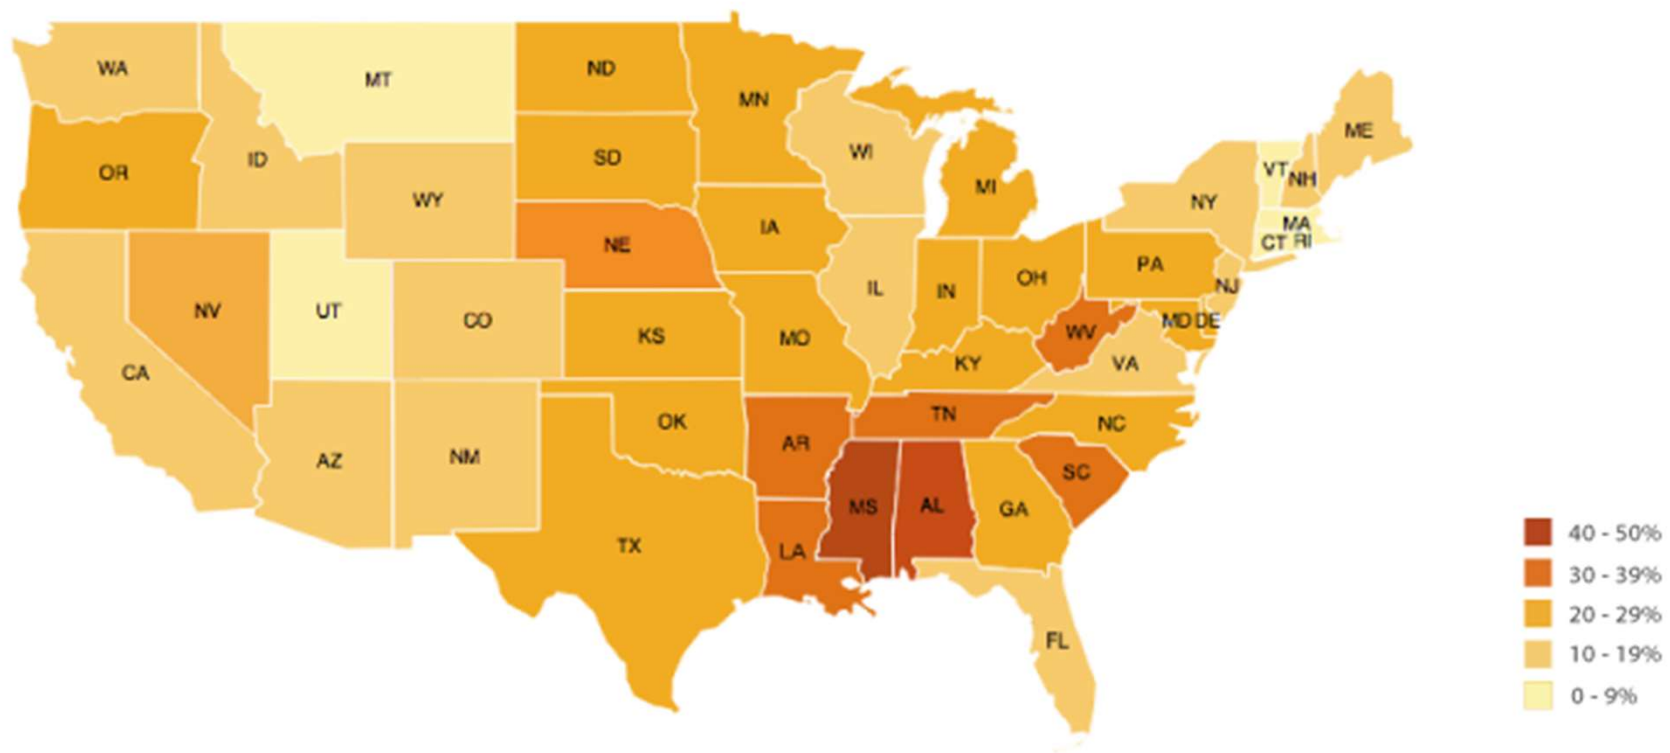 WA
MT
ND
MN
OR
ID
WY
SD
WI
MI
ME
VT
NH
NY
MA
CT RI
NE
IA
NV
UT
CO
KS
MO
IL
IN
OH
PA
NJ
MD DE
WV
VA
KY
CA
AZ
NM
OK
AR
TN
NC
TX
LA
MS
AL
GA
SC
FL
40 - 50%
30 - 39%
20 - 29%
10 - 19%
0 - 9%